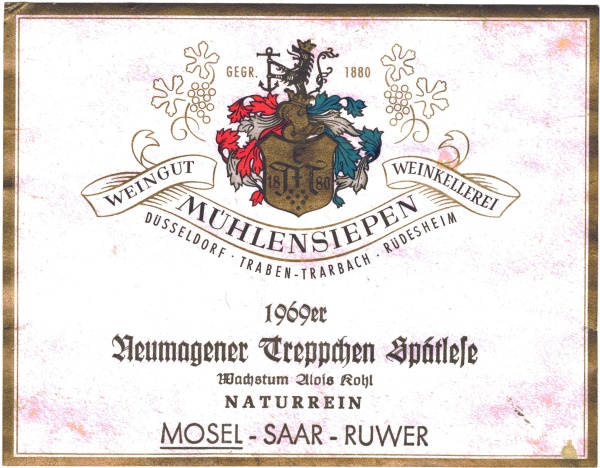 GEGR. 1880
18 80
WEINGUT
MÜHLENSIEPEN
WEINKELLEREI
DÜSSELDORF · TRABEN-TRARBACH · RÜDESHEIM
1969er
Neumagener Treppchen Spätlese
Wachstum Alois Kohl
NATURREIN
MOSEL - SAAR - RUWER